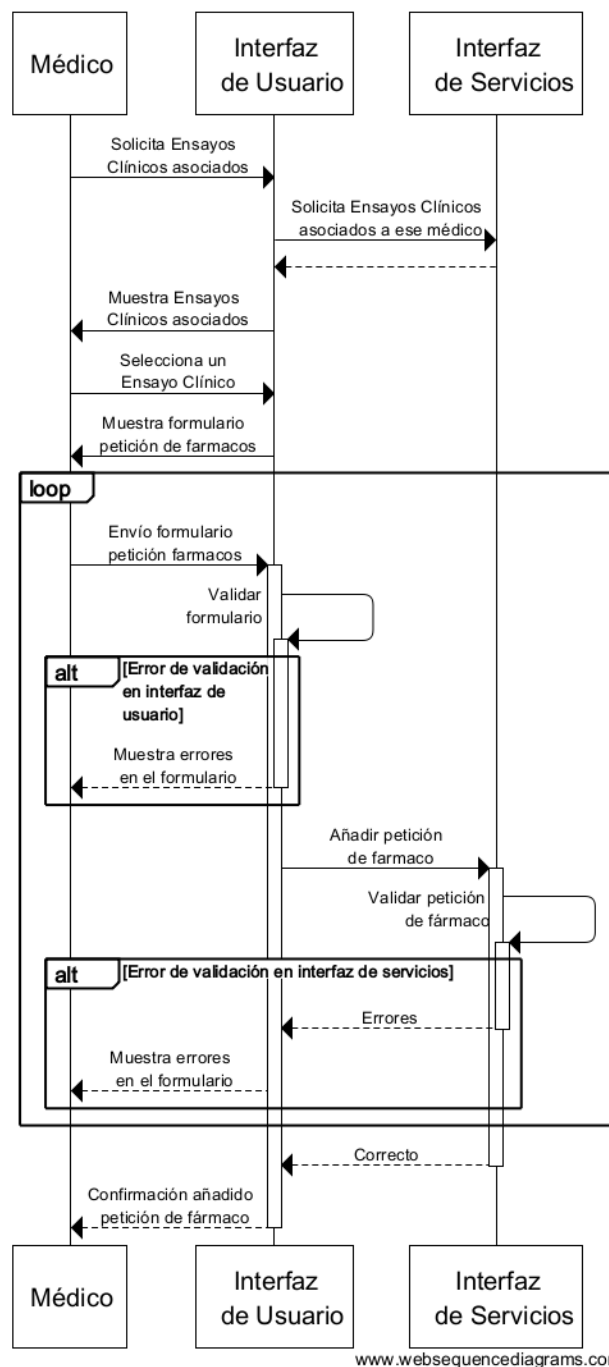 Médico
Interfaz
de Usuario
Interfaz
de Servicios
Solicita Ensayos
Clínicos asociados
Solicita Ensayos Clínicos
asociados a ese médico
Muestra Ensayos
Clínicos asociados
Selecciona un
Ensayo Clínico
Muestra formulario
petición de farmacos
loop
Envío formulario
petición farmacos
Validar
formulario
alt
[Error de validación
en interfaz de
usuario]
Muestra errores
en el formulario
Añadir petición
de farmaco
Validar petición
de fármaco
alt
[Error de validación en interfaz de servicios]
Errores
Muestra errores
en el formulario
Correcto
Confirmación añadido
petición de fármaco
Médico
Interfaz
de Usuario
Interfaz
de Servicios
www.websequencediagrams.co